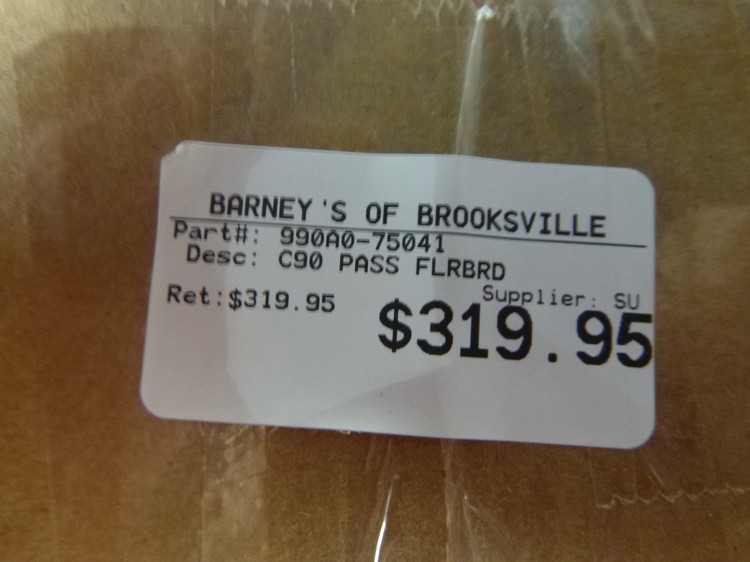 BARNEY'S OF BROOKSVILLE
Part#: 990A0-75041
Desc: C90 PASS FLRBRD
Supplier: SU
Ret:$319.95
$319.95